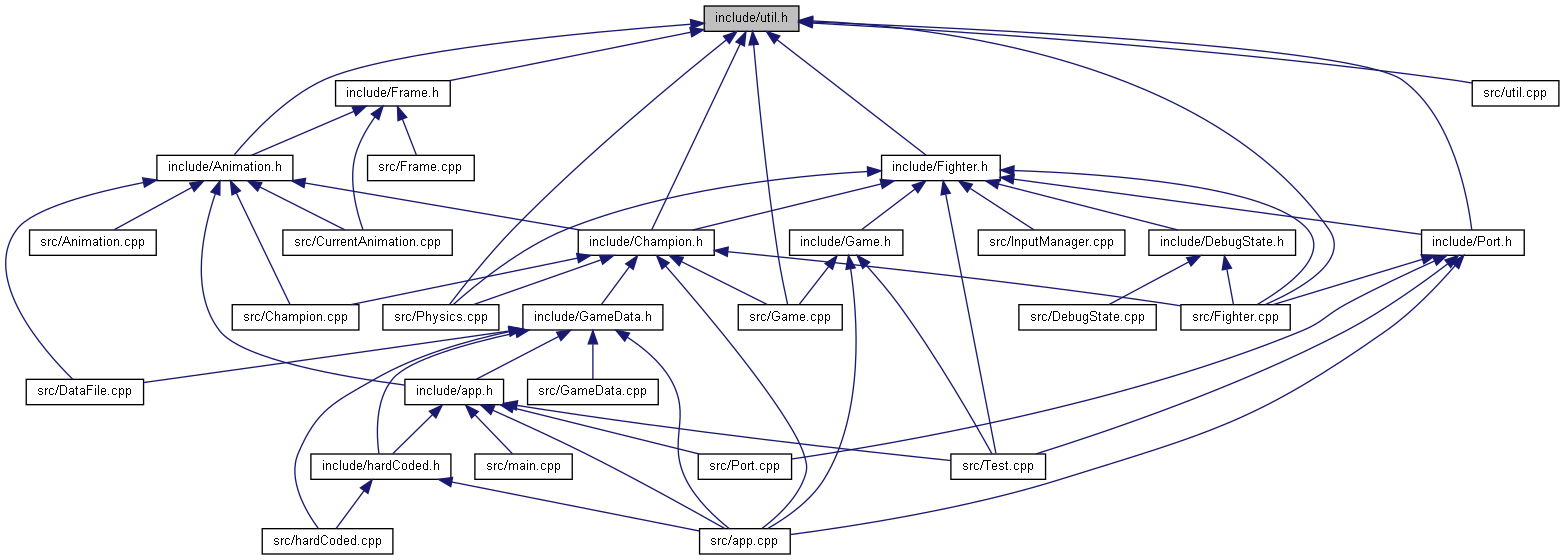 include/util.h
include/Frame.h
src/util.cpp
include/Animation.h
src/Frame.cpp
include/Fighter.h
src/Animation.cpp
src/CurrentAnimation.cpp
include/Champion.h
include/Game.h
src/InputManager.cpp
include/DebugState.h
include/Port.h
src/Champion.cpp
src/Physics.cpp
include/GameData.h
src/Game.cpp
src/DebugState.cpp
src/Fighter.cpp
src/DataFile.cpp
include/app.h
src/GameData.cpp
include/hardCoded.h
src/main.cpp
src/Port.cpp
src/Test.cpp
src/hardCoded.cpp
src/app.cpp